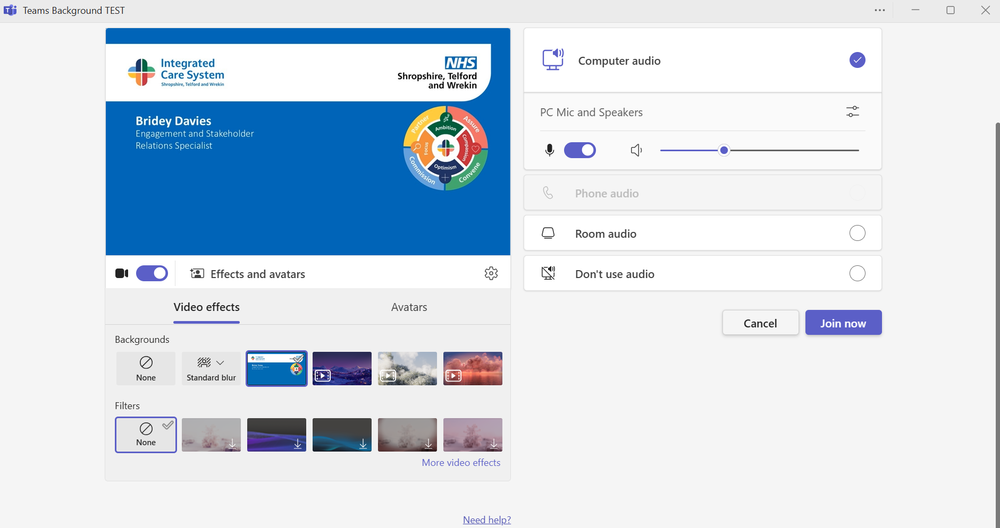 Teams Background TEST
Integrated
Care System
Shropshire, Telford and Wrekin
NHS
Shropshire, Telford
and Wrekin
Bridey Davies
Engagement and Stakeholder
Relations Specialist
Partner
Assure
Ambition
Focus
Compassion
Optimism
Commission
Convene
Effects and avatars
Video effects
Avatars
Backgrounds
None
Standard blur
Filters
None
More video effects
Computer audio
PC Mic and Speakers
Phone audio
Room audio
Don't use audio
Cancel
Join now
Need help?